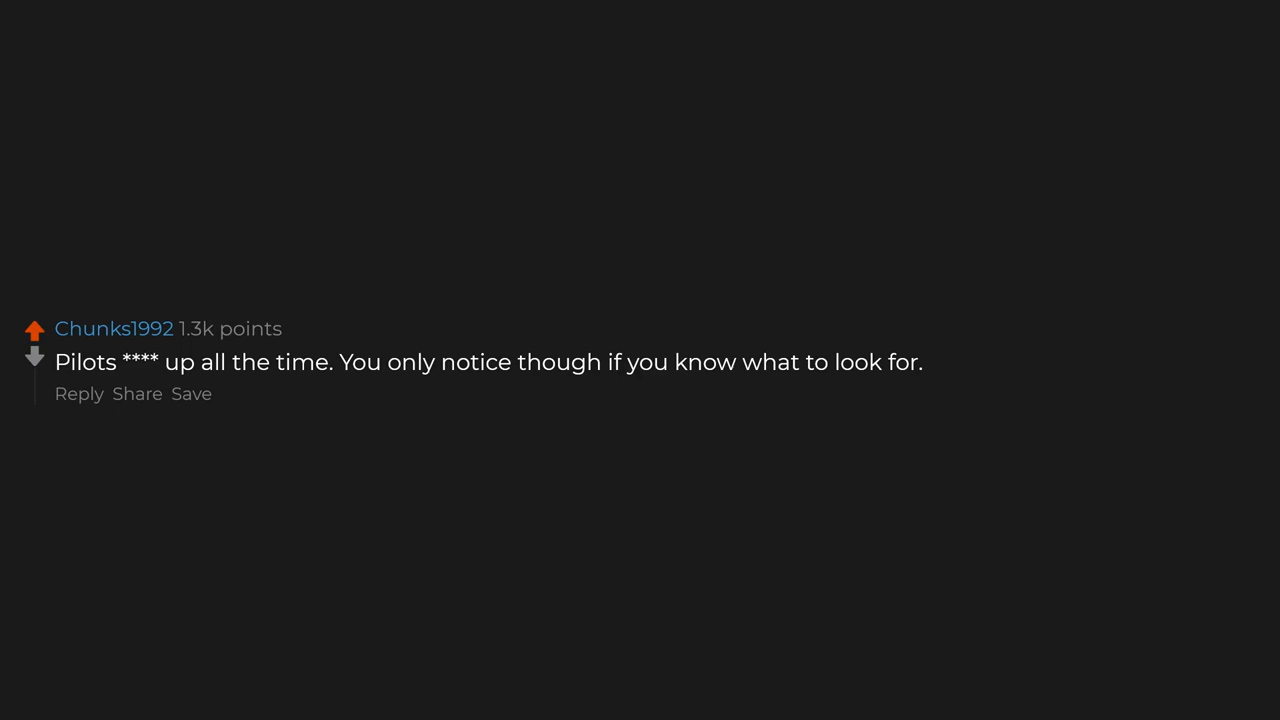 Chunks1992 1.3k points
Pilots **** up all the time. You only notice though if you know what to look for.
Reply Share Save